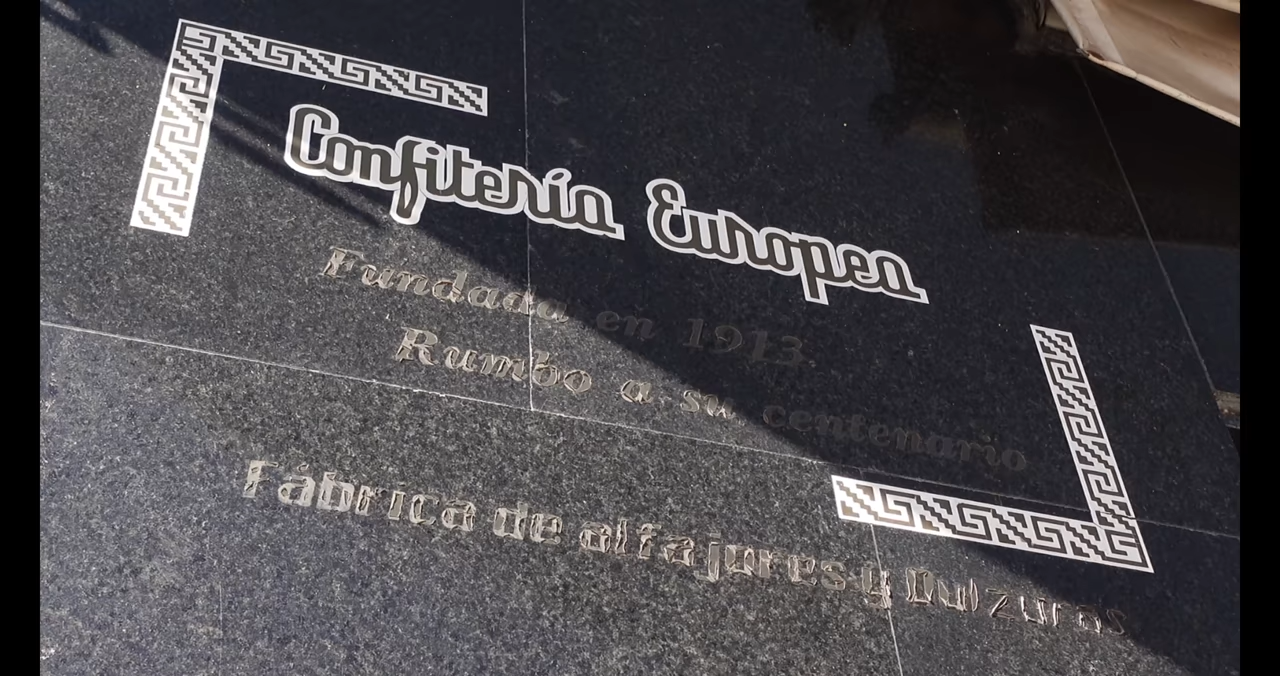 Confitería Europea
Fundada en 1913
Rumbo a su centenario
Fábrica de alfajores y Dulzuras